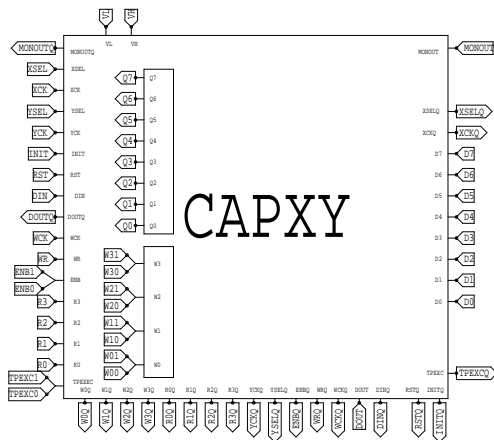 VL VH
VL VH
MONOUTQ MONOUTQ MONOUT MONOUT
XSEL XSEL
XCK XCK
YSEL YSEL
YCK YCK
INIT INIT
RST RST
DIN DIN
DOUTQ DOUTQ
WCK WCK
WR WR
ENB1
ENB0
ENB
R3 R3
R2 R2
R1 R1
R0 R0
TPEXC1
TPEXC0
TPEXEC
Q7 Q7
Q6 Q6
Q5 Q5
Q4 Q4
Q3 Q3
Q2 Q2
Q1 Q1
Q0 Q0
W31
W30
W3
W21
W20
W2
W11
W10
W1
W01
W00
W0
CAPXY
XSELQ XSELQ
XCKQ XCKQ
D7 D7
D6 D6
D5 D5
D4 D4
D3 D3
D2 D2
D1 D1
D0 D0
TPEXC TPEXCQ
W0Q W1Q W2Q W3Q R0Q R1Q R2Q R3Q YCKQ YSELQ ENBQ WRQ WCKQ DOUT DINQ RSTQ INITQ
W0Q W1Q W2Q W3Q R0Q R1Q R2Q R3Q YCKQ YSELQ ENBQ WRQ WCKQ DOUT DINQ RSTQ INITQ